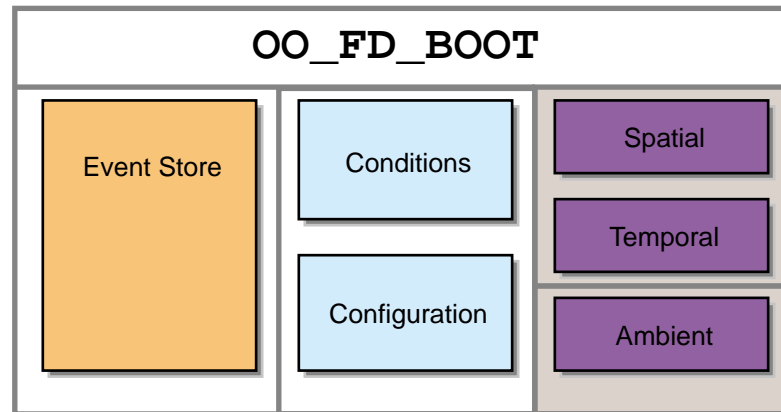 OO_FD_BOOT
Event Store
Conditions
Configuration
Spatial
Temporal
Ambient